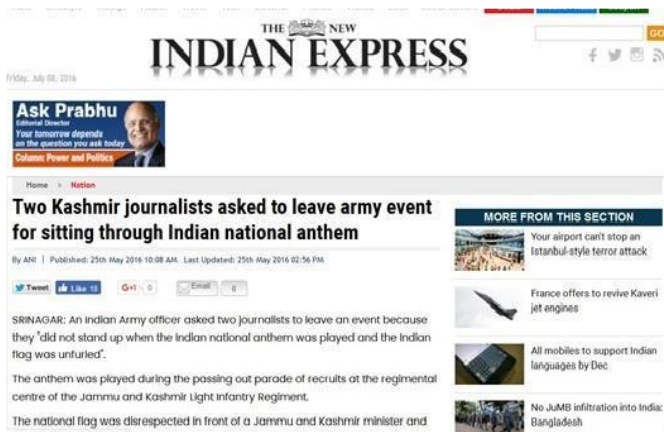 THE NEW
INDIAN EXPRESS
GO
Friday, July 08, 2016
Ask Prabhu
Editorial Director
Your tomorrow depends
on the question you ask today
Column: Power and Politics
Home > Nation
Two Kashmir journalists asked to leave army event
for sitting through Indian national anthem
By ANI | Published: 25th May 2016 10:08 AM Last Updated: 25th May 2016 02:56 PM
Tweet Like 13 G+1 0 Email 0
SRINAGAR: An Indian Army officer asked two journalists to leave an event because
they "did not stand up when the Indian national anthem was played and the Indian
flag was unfurled".
The anthem was played during the passing out parade of recruits at the regimental
centre of the Jammu and Kashmir Light Infantry Regiment.
The national flag was disrespected in front of a Jammu and Kashmir minister and
MORE FROM THIS SECTION
Your airport can't stop an
Istanbul-style terror attack
France offers to revive Kaveri
jet engines
All mobiles to support Indian
languages by Dec
No JuMB infiltration into India:
Bangladesh